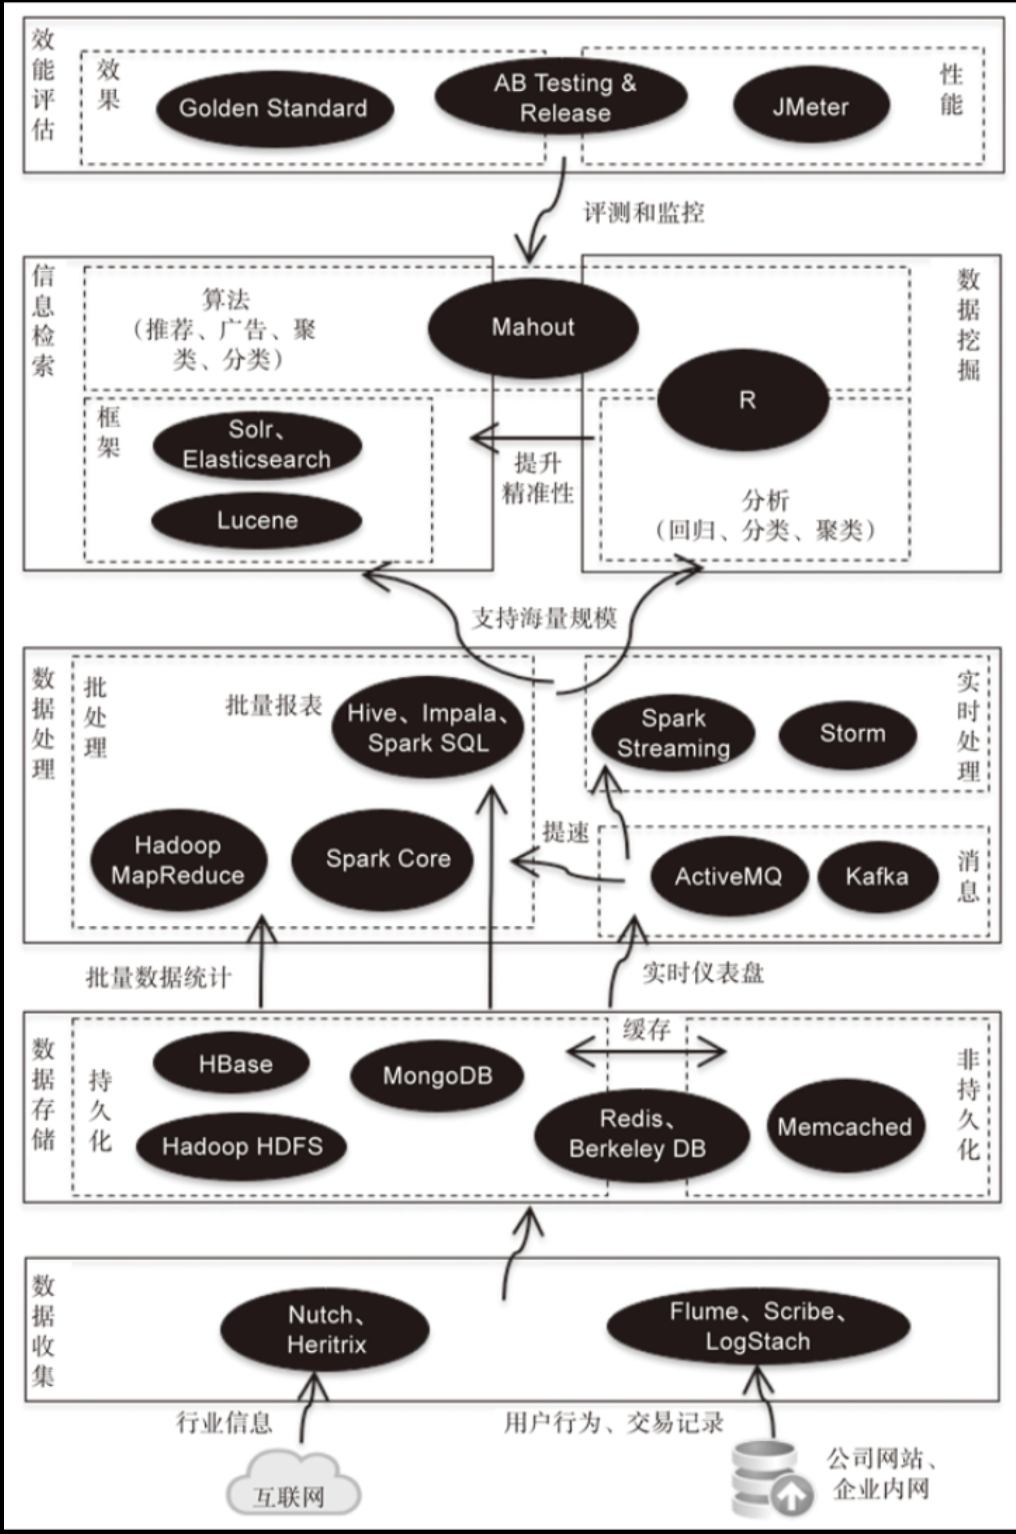 效能评估
效果
Golden Standard
AB Testing &
Release
JMeter
性能
评测和监控
信息检索
算法
（推荐、广告、聚
类、分类）
Mahout
数据挖掘
R
框架
Solr、
Elasticsearch
Lucene
提升
精准性
分析
（回归、分类、聚类）
支持海量规模
数据处理
批处理
批量报表
Hive、Impala、
Spark SQL
Hadoop
MapReduce
Spark Core
Spark
Streaming
Storm
实时处理
提速
ActiveMQ
Kafka
消息
批量数据统计
实时仪表盘
数据存储
持久化
HBase
MongoDB
Hadoop HDFS
缓存
Redis、
Berkeley DB
Memcached
非持久化
数据收集
Nutch、
Heritrix
Flume、Scribe、
LogStach
行业信息
用户行为、交易记录
互联网
公司网站、
企业内网